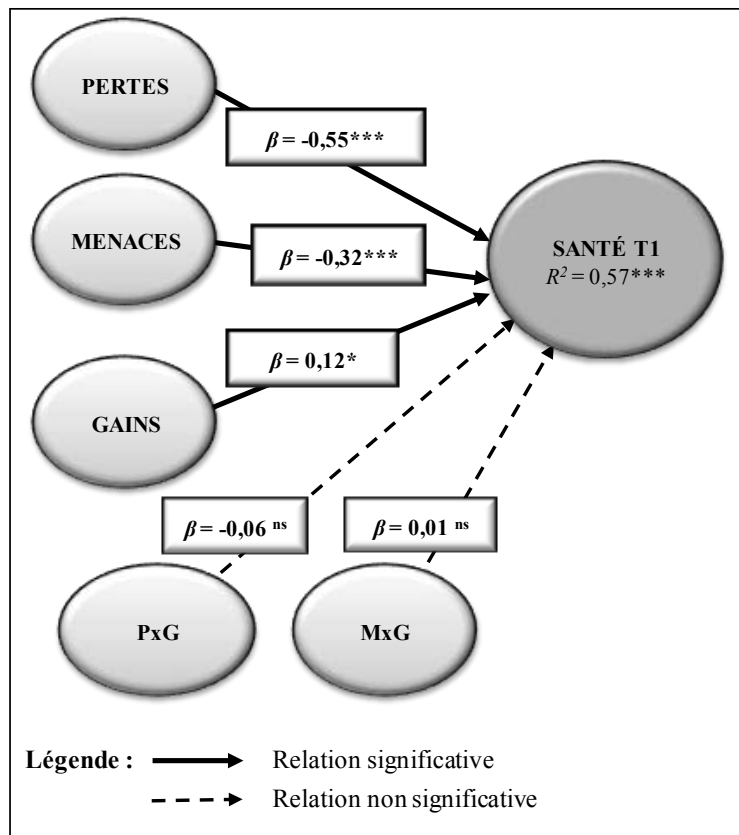 PERTES
β = -0,55***
MENACES
β = -0,32***
SANTÉ T1
R² = 0,57***
β = 0,12*
GAINS
β = -0,06 ns
β = 0,01 ns
PxG
MxG
Légende :
Relation significative
Relation non significative